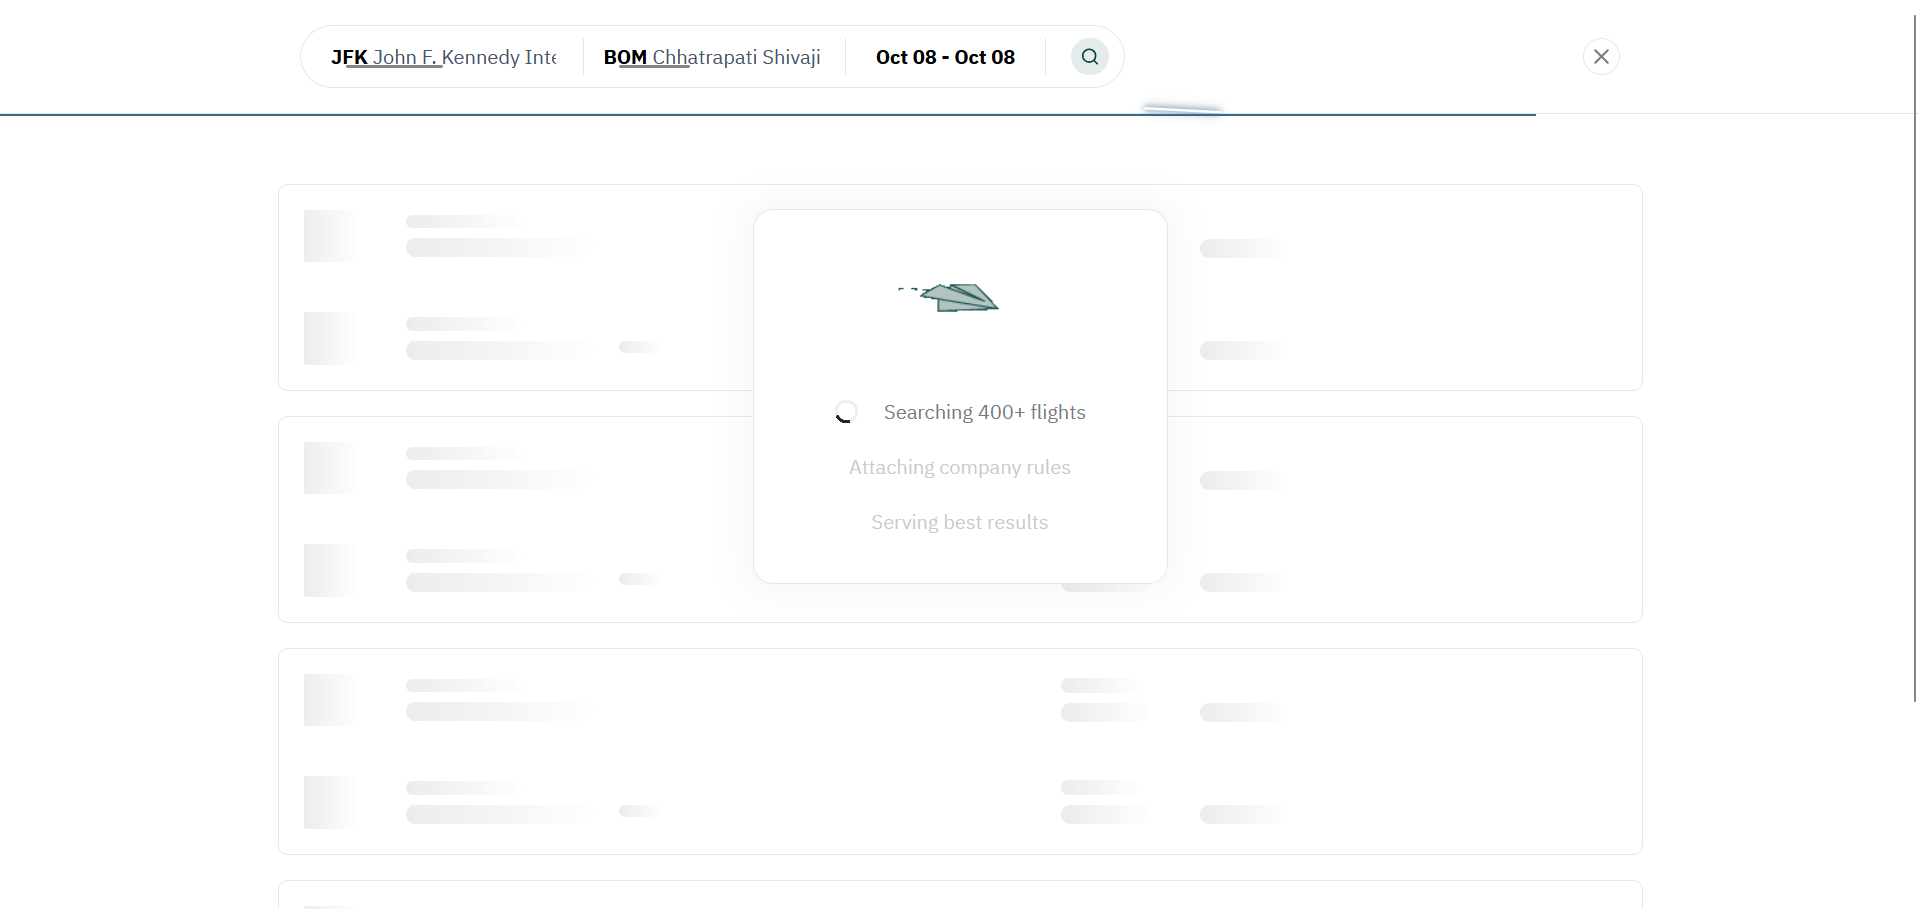 JFK John F. Kennedy Inte
BOM Chhatrapati Shivaji
Oct 08 - Oct 08
Searching 400+ flights
Attaching company rules
Serving best results